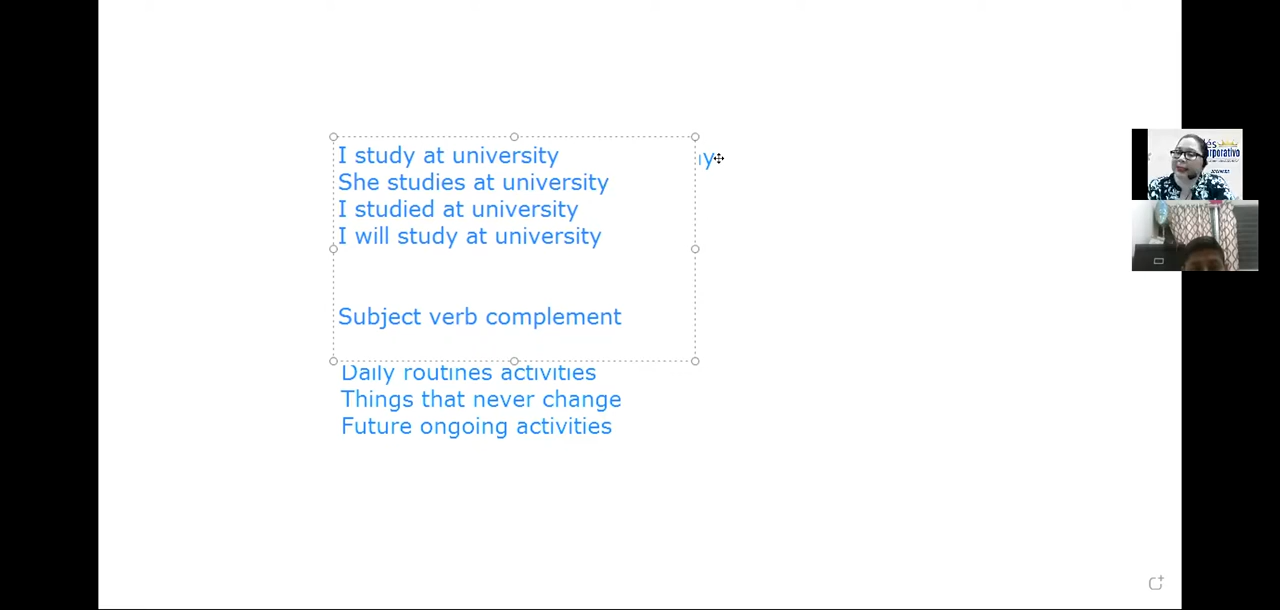 I study at university
She studies at university
I studied at university
I will study at university
Subject verb complement
Daily routines activities
Things that never change
Future ongoing activities